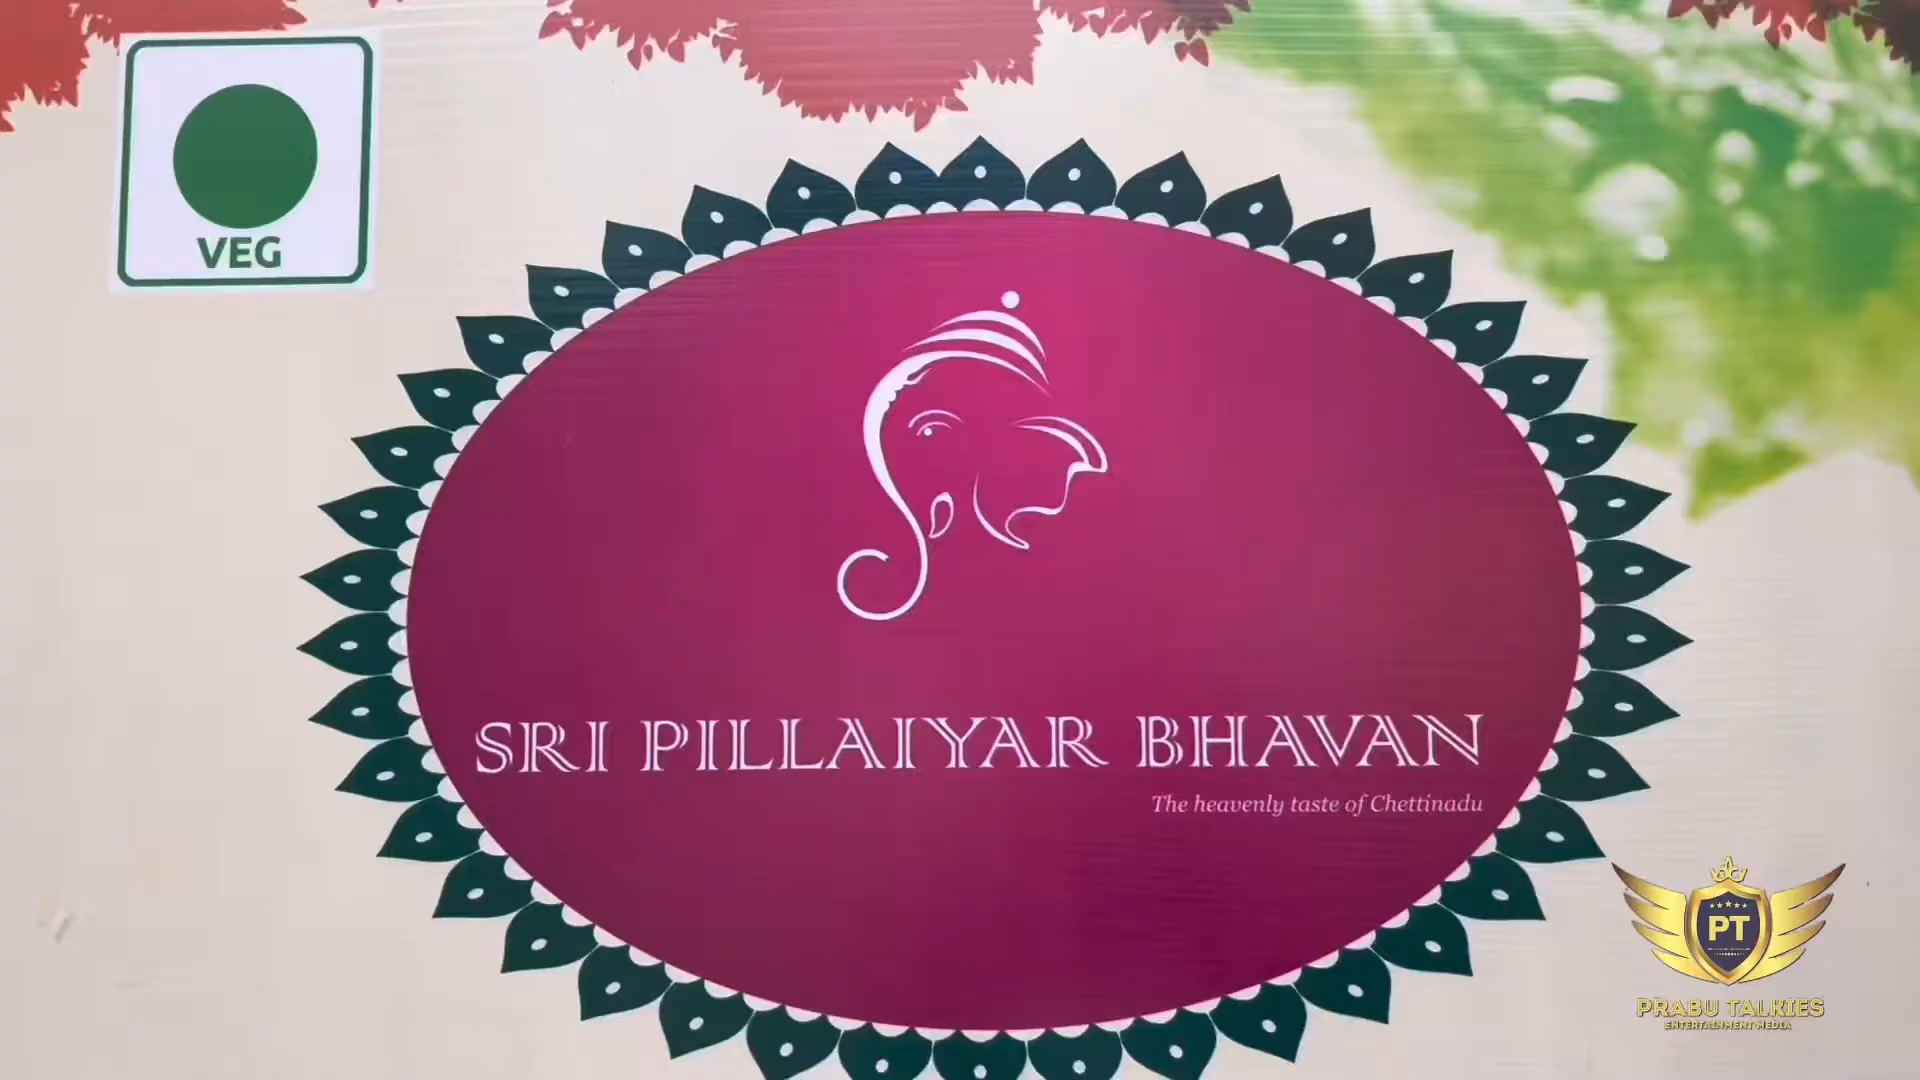 VEG
SRI PILLAIYAR BHAVAN
The heavenly taste of Chettinadu
PT
PRABU TALKIES
ENTERTAINMENT MEDIA